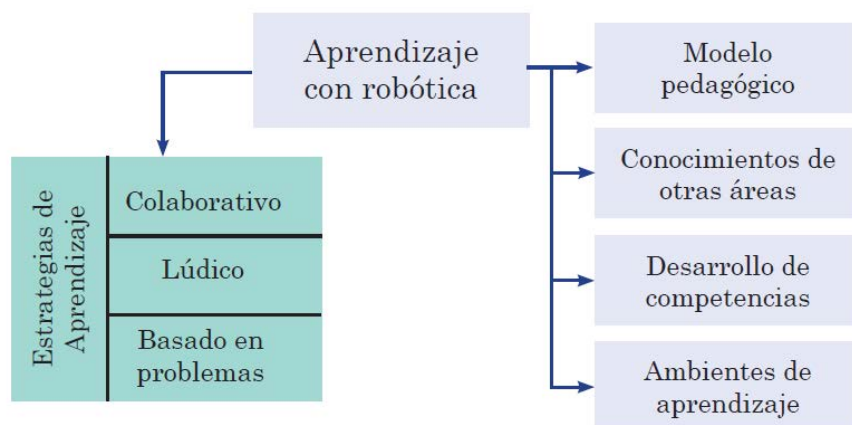 Aprendizaje
con robótica
Estrategias de
Aprendizaje
Colaborativo
Lúdico
Basado en
problemas
Modelo
pedagógico
Conocimientos de
otras áreas
Desarrollo de
competencias
Ambientes de
aprendizaje